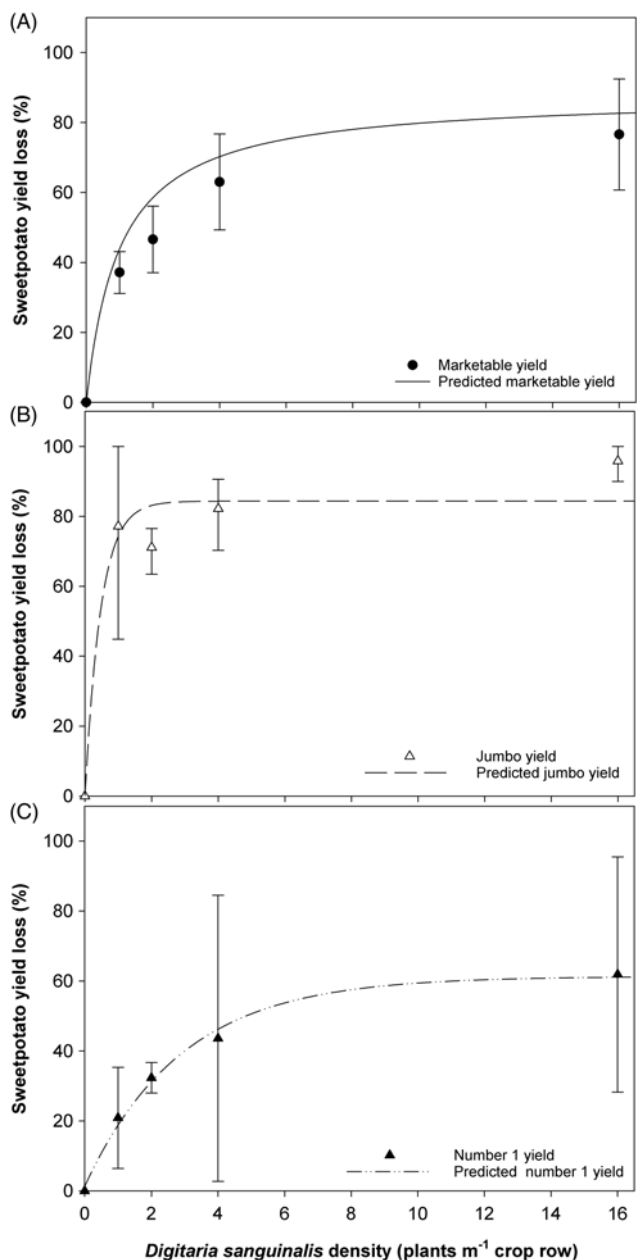 (A)
100
80
60
40
20
0
Sweetpotato yield loss (%)
Marketable yield
Predicted marketable yield
(B)
100
80
60
40
20
0
Sweetpotato yield loss (%)
Jumbo yield
Predicted jumbo yield
(C)
100
80
60
40
20
0
Sweetpotato yield loss (%)
Number 1 yield
Predicted number 1 yield
0 2 4 6 8 10 12 14 16
Digitaria sanguinalis density (plants m⁻¹ crop row)